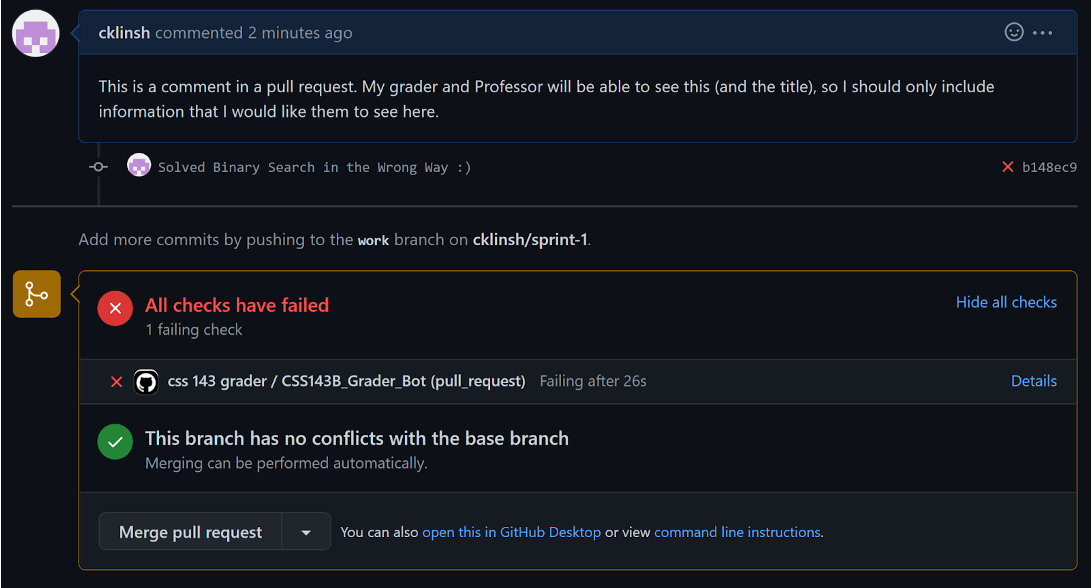 cklinsh commented 2 minutes ago
This is a comment in a pull request. My grader and Professor will be able to see this (and the title), so I should only include
information that I would like them to see here.
Solved Binary Search in the Wrong Way :) b148ec9
Add more commits by pushing to the work branch on cklinsh/sprint-1.
All checks have failed Hide all checks
1 failing check
css 143 grader / CSS143B_Grader_Bot (pull_request) Failing after 26s Details
This branch has no conflicts with the base branch
Merging can be performed automatically.
Merge pull request You can also open this in GitHub Desktop or view command line instructions.